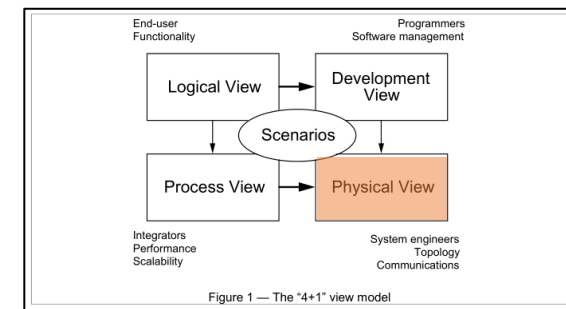 End-user
Functionality
Programmers
Software management
Logical View
Development
View
Scenarios
Process View
Physical View
Integrators
Performance
Scalability
System engineers
Topology
Communications
Figure 1 — The “4+1” view model